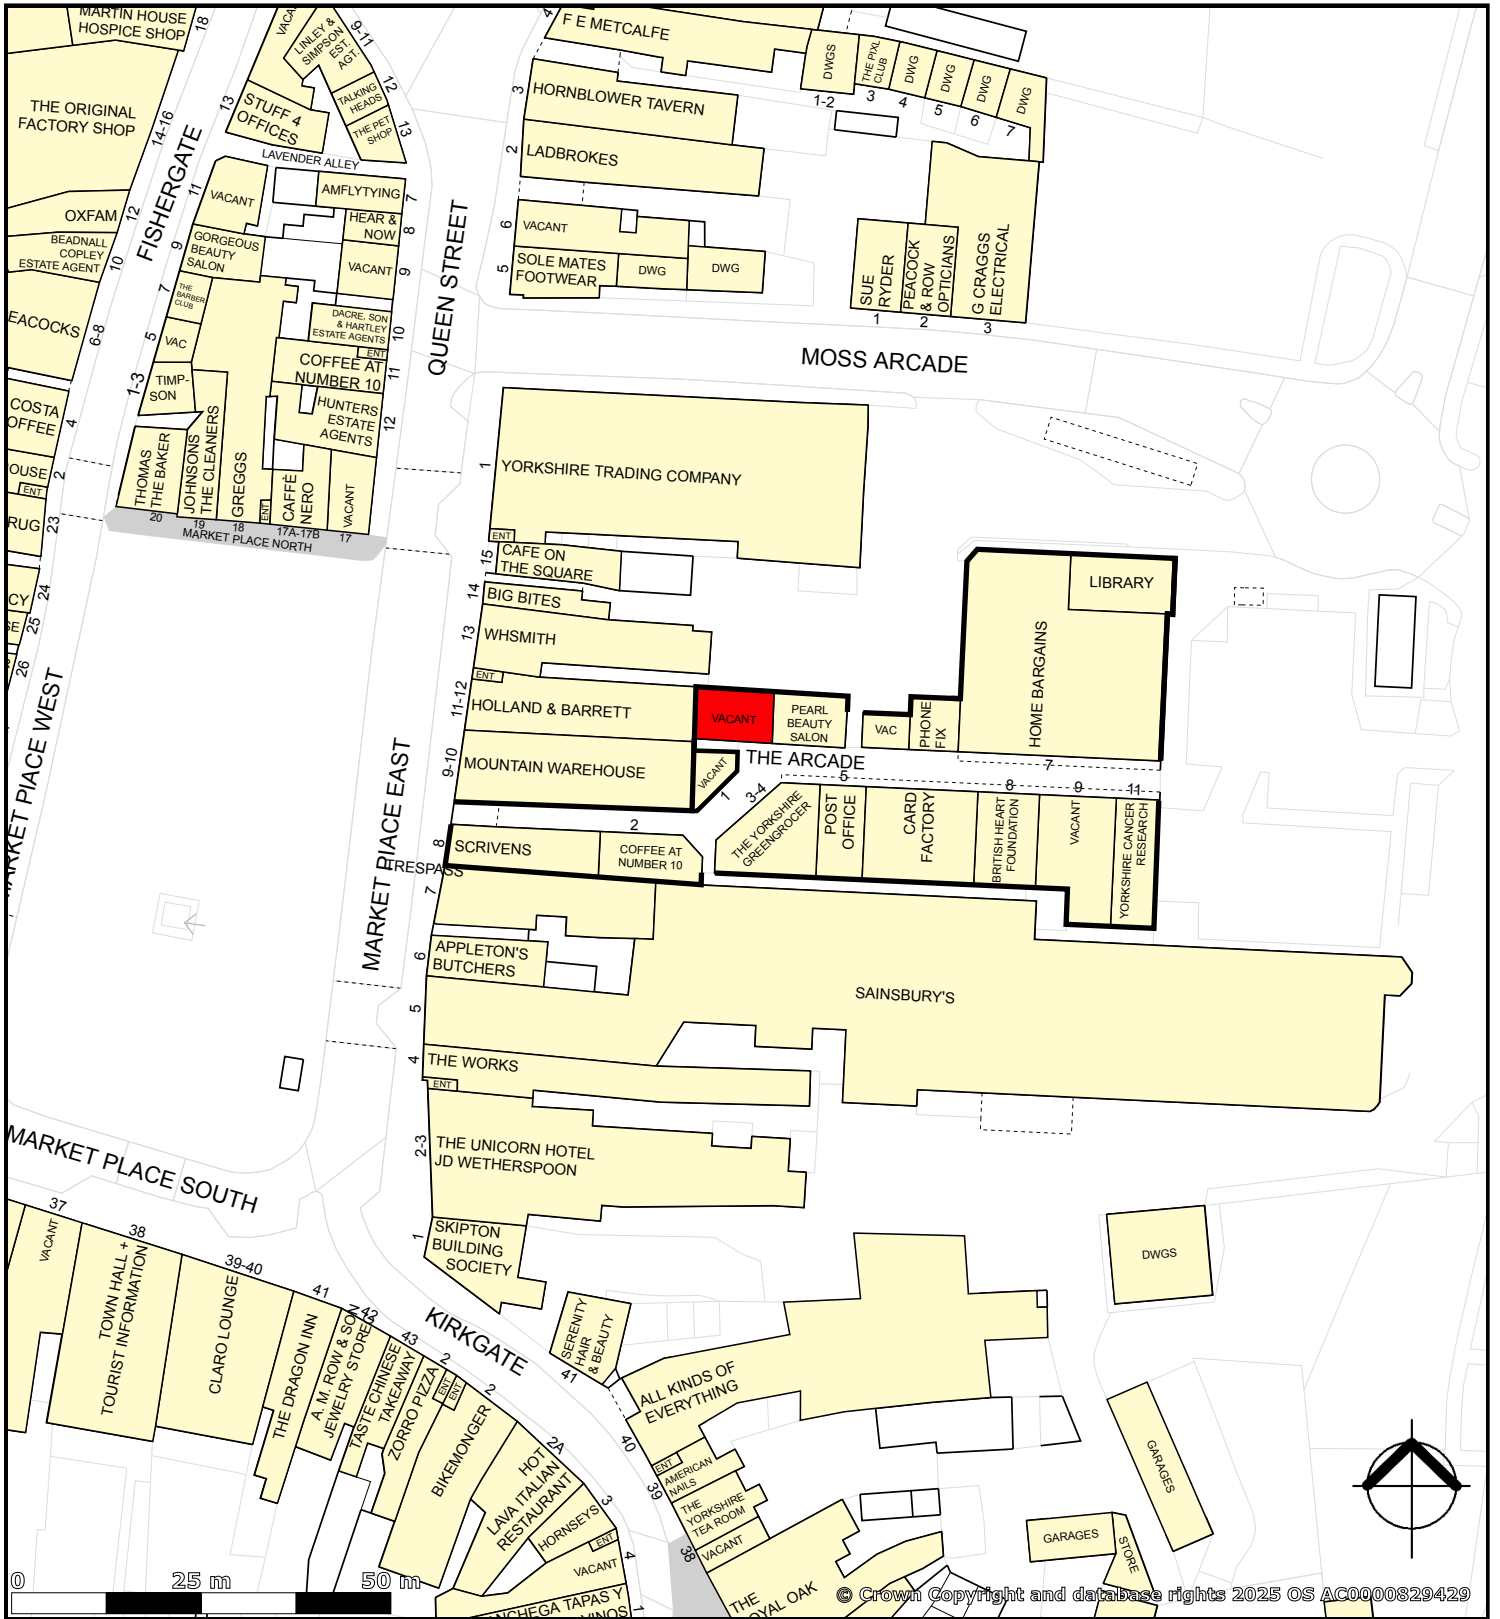 MARTIN HOUSE
HOSPICE SHOP
18
THE ORIGINAL
FACTORY SHOP
14-16
OXFAM
12
BEADNALL
COPLEY
ESTATE AGENT
10
EACOCKS
6-8
COSTA
OFFEE
4
OUSE
2
ENT
RUG
23
CY
24
SE
25
26
FISHERGATE
VACA
LINLEY &
SIMPSON
EST.
AGT.
9-11
TALKING
HEADS
12
THE PET
SHOP
13
STUFF 4
OFFICES
13
LAVENDER ALLEY
VACANT
11
AMFLYTYING
7
HEAR &
NOW
8
GORGEOUS
BEAUTY
SALON
9
VACANT
9
THE
BARBER
CLUB
7
VAC
5
DACRE, SON
& HARTLEY
ESTATE AGENTS
10
ENT
COFFEE AT
NUMBER 10
11
TIMP-
SON
1-3
HUNTERS
ESTATE
AGENTS
12
THOMAS
THE BAKER
20
JOHNSONS
THE CLEANERS
19
GREGGS
18
ENT
CAFFÈ
NERO
17A-17B
VACANT
17
MARKET PLACE NORTH
QUEEN STREET
4
F E METCALFE
DWGS
1-2
THE PIXL
CLUB
3
DWG
4
DWG
5
DWG
6
DWG
7
HORNBLOWER TAVERN
3
LADBROKES
2
VACANT
6
SOLE MATES
FOOTWEAR
5
DWG
DWG
SUE
RYDER
1
PEACOCK
& ROW
OPTICIANS
2
G CRAGGS
ELECTRICAL
3
MOSS ARCADE
YORKSHIRE TRADING COMPANY
1
ENT
CAFE ON
THE SQUARE
15
BIG BITES
14
WHSMITH
13
ENT
HOLLAND & BARRETT
11-12
MOUNTAIN WAREHOUSE
9-10
VACANT
PEARL
BEAUTY
SALON
VAC
PHONE
FIX
HOME BARGAINS
LIBRARY
7
THE ARCADE
VACANT
1
2
3-4
5
8
9
11
SCRIVENS
8
COFFEE AT
NUMBER 10
THE YORKSHIRE
GREENGROCER
POST
OFFICE
CARD
FACTORY
BRITISH HEART
FOUNDATION
VACANT
YORKSHIRE CANCER
RESEARCH
TRESPASS
7
MARKET PLACE WEST
MARKET PLACE EAST
APPLETON'S
BUTCHERS
6
SAINSBURY'S
5
THE WORKS
4
ENT
THE UNICORN HOTEL
JD WETHERSPOON
2-3
SKIPTON
BUILDING
SOCIETY
1
MARKET PLACE SOUTH
37
VACANT
38
TOWN HALL +
TOURIST INFORMATION
39-40
CLARO LOUNGE
41
THE DRAGON INN
42
A. M. ROW & SON
JEWELRY STORE
43
TASTE CHINESE
TAKEAWAY
2
ZORRO PIZZA
ENT
ENT
2
BIKEMONGER
2A
HOT
LAVA ITALIAN
RESTAURANT
3
HORNSEYS
ENT
4
VACANT
NCHEGA TAPAS Y
VINOS
1
KIRKGATE
SERENITY
HAIR
& BEAUTY
41
ALL KINDS OF
EVERYTHING
40
ENT
AMERICAN
NAILS
39
THE
YORKSHIRE
TEA ROOM
VACANT
38
THE
OYAL OAK
DWGS
GARAGES
GARAGES
STORE
0
25 m
50 m
© Crown Copyright and database rights 2025 OS AC0000829429